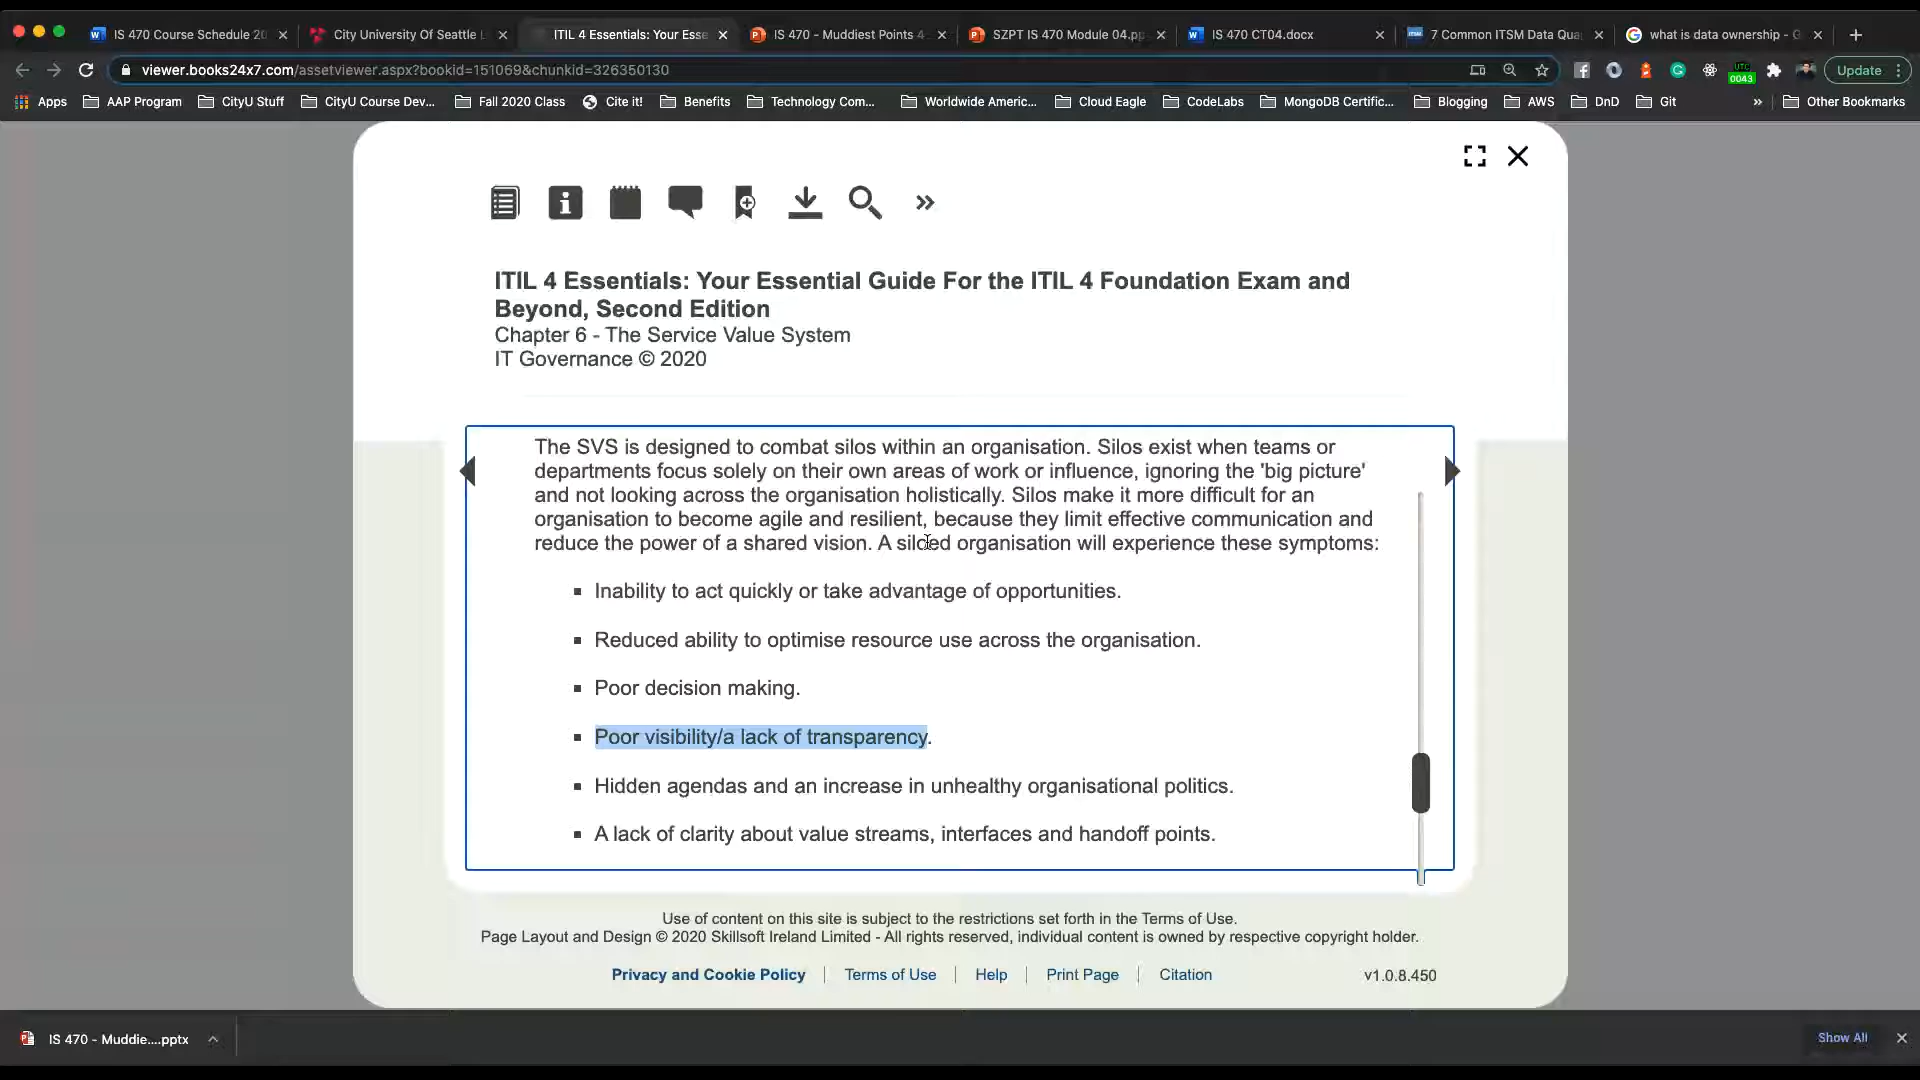 IS 470 Course Schedule 20
City University Of Seattle
ITIL 4 Essentials: Your Esse
IS 470 - Muddiest Points 4
SZPT IS 470 Module 04.pp
IS 470 CT04.docx
7 Common ITSM Data Qua
what is data ownership - G
viewer.books24x7.com/assetviewer.aspx?bookid=151069&chunkid=326350130
UTC
0043
Update
Apps
AAP Program
CityU Stuff
CityU Course Dev...
Fall 2020 Class
Cite it!
Benefits
Technology Com...
Worldwide Americ...
Cloud Eagle
CodeLabs
MongoDB Certific...
Blogging
AWS
DnD
Git
»
Other Bookmarks
ITIL 4 Essentials: Your Essential Guide For the ITIL 4 Foundation Exam and
Beyond, Second Edition
Chapter 6 - The Service Value System
IT Governance © 2020
The SVS is designed to combat silos within an organisation. Silos exist when teams or
departments focus solely on their own areas of work or influence, ignoring the 'big picture'
and not looking across the organisation holistically. Silos make it more difficult for an
organisation to become agile and resilient, because they limit effective communication and
reduce the power of a shared vision. A siloed organisation will experience these symptoms:
▪ Inability to act quickly or take advantage of opportunities.
▪ Reduced ability to optimise resource use across the organisation.
▪ Poor decision making.
▪ Poor visibility/a lack of transparency.
▪ Hidden agendas and an increase in unhealthy organisational politics.
▪ A lack of clarity about value streams, interfaces and handoff points.
Use of content on this site is subject to the restrictions set forth in the Terms of Use.
Page Layout and Design © 2020 Skillsoft Ireland Limited - All rights reserved, individual content is owned by respective copyright holder.
Privacy and Cookie Policy | Terms of Use | Help | Print Page | Citation
v1.0.8.450
IS 470 - Muddie....pptx
Show All